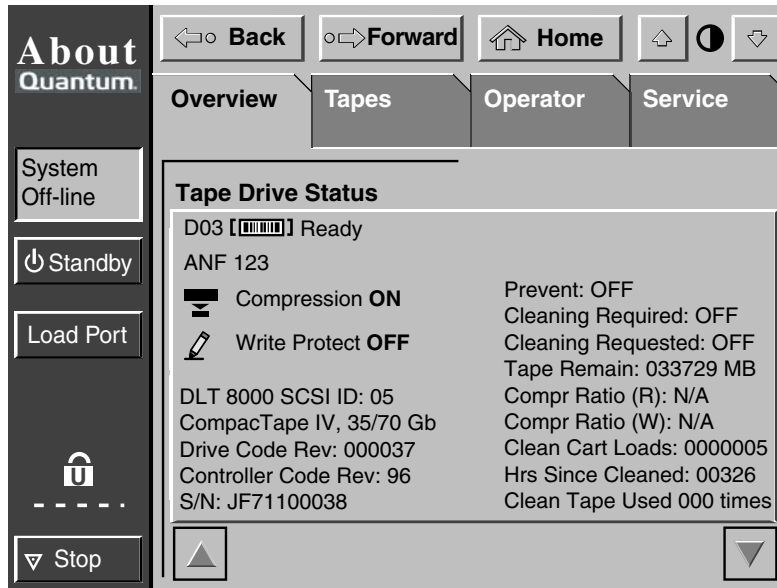 About
Quantum.
Back
Forward
Home
Overview
Tapes
Operator
Service
System
Off-line
Standby
Load Port
U
Stop
Tape Drive Status
D03 [ ] Ready
ANF 123
Compression ON
Write Protect OFF
DLT 8000 SCSI ID: 05
CompacTape IV, 35/70 Gb
Drive Code Rev: 000037
Controller Code Rev: 96
S/N: JF71100038
Prevent: OFF
Cleaning Required: OFF
Cleaning Requested: OFF
Tape Remain: 033729 MB
Compr Ratio (R): N/A
Compr Ratio (W): N/A
Clean Cart Loads: 0000005
Hrs Since Cleaned: 00326
Clean Tape Used 000 times